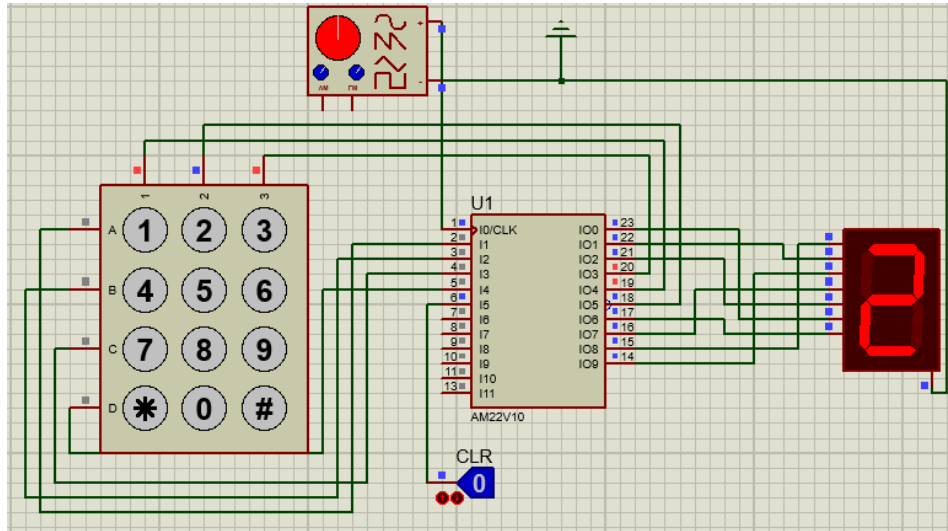 +
AM FM
-
1 2 3
A 1 2 3
B 4 5 6
C 7 8 9
D * 0 #
U1
1 I0/CLK IO0 23
2 I1 IO1 22
3 I2 IO2 21
4 I3 IO3 20
5 I4 IO4 19
6 I5 IO5 18
7 I6 IO6 17
8 I7 IO7 16
9 I8 IO8 15
10 I9 IO9 14
11 I10
13 I11
AM22V10
CLR
0
2